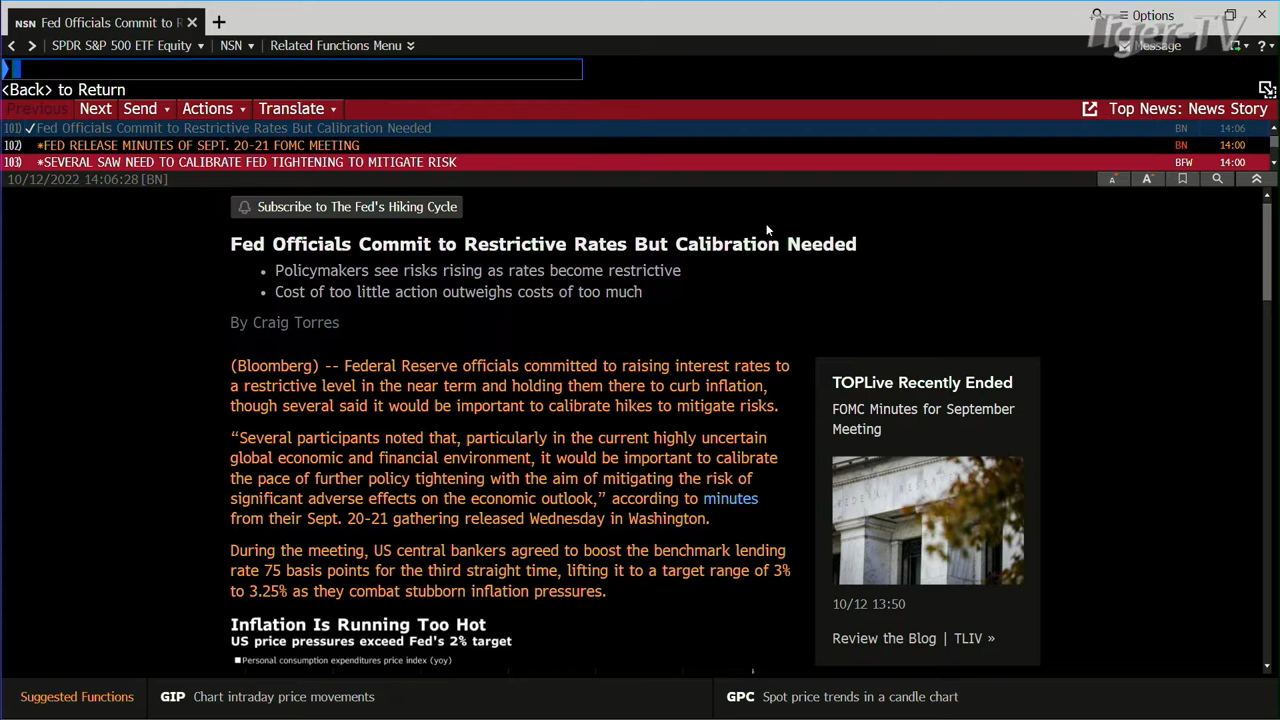 NSN Fed Officials Commit to R
Options
SPDR S&P 500 ETF Equity NSN Related Functions Menu
Message ?
Tiger-TV
<Back> to Return
Previous Next Send Actions Translate Top News: News Story
101) Fed Officials Commit to Restrictive Rates But Calibration Needed BN 14:06
102) *FED RELEASE MINUTES OF SEPT. 20-21 FOMC MEETING BN 14:00
103) *SEVERAL SAW NEED TO CALIBRATE FED TIGHTENING TO MITIGATE RISK BFW 14:00
10/12/2022 14:06:28 [BN] A A
Subscribe to The Fed's Hiking Cycle
Fed Officials Commit to Restrictive Rates But Calibration Needed
• Policymakers see risks rising as rates become restrictive
• Cost of too little action outweighs costs of too much
By Craig Torres
(Bloomberg) -- Federal Reserve officials committed to raising interest rates to
a restrictive level in the near term and holding them there to curb inflation,
though several said it would be important to calibrate hikes to mitigate risks.
“Several participants noted that, particularly in the current highly uncertain
global economic and financial environment, it would be important to calibrate
the pace of further policy tightening with the aim of mitigating the risk of
significant adverse effects on the economic outlook,” according to minutes
from their Sept. 20-21 gathering released Wednesday in Washington.
During the meeting, US central bankers agreed to boost the benchmark lending
rate 75 basis points for the third straight time, lifting it to a target range of 3%
to 3.25% as they combat stubborn inflation pressures.
Inflation Is Running Too Hot
US price pressures exceed Fed's 2% target
Personal consumption expenditures price index (yoy)
TOPLive Recently Ended
FOMC Minutes for September
Meeting
FEDERAL RESERVE
10/12 13:50
Review the Blog | TLIV »
Suggested Functions GIP Chart intraday price movements GPC Spot price trends in a candle chart